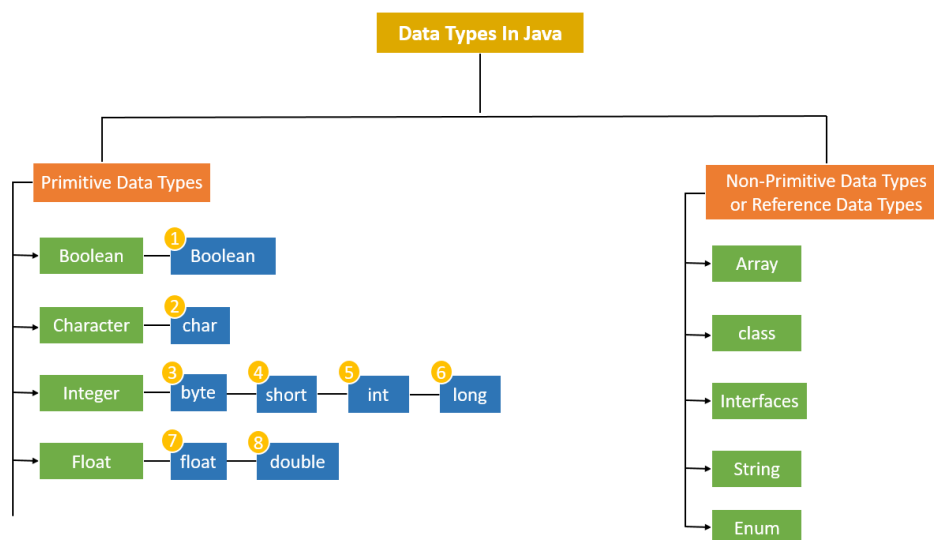 Data Types In Java
Primitive Data Types
Non-Primitive Data Types
or Reference Data Types
Boolean
1
Boolean
Character
2
char
Integer
3
byte
4
short
5
int
6
long
Float
7
float
8
double
Array
class
Interfaces
String
Enum